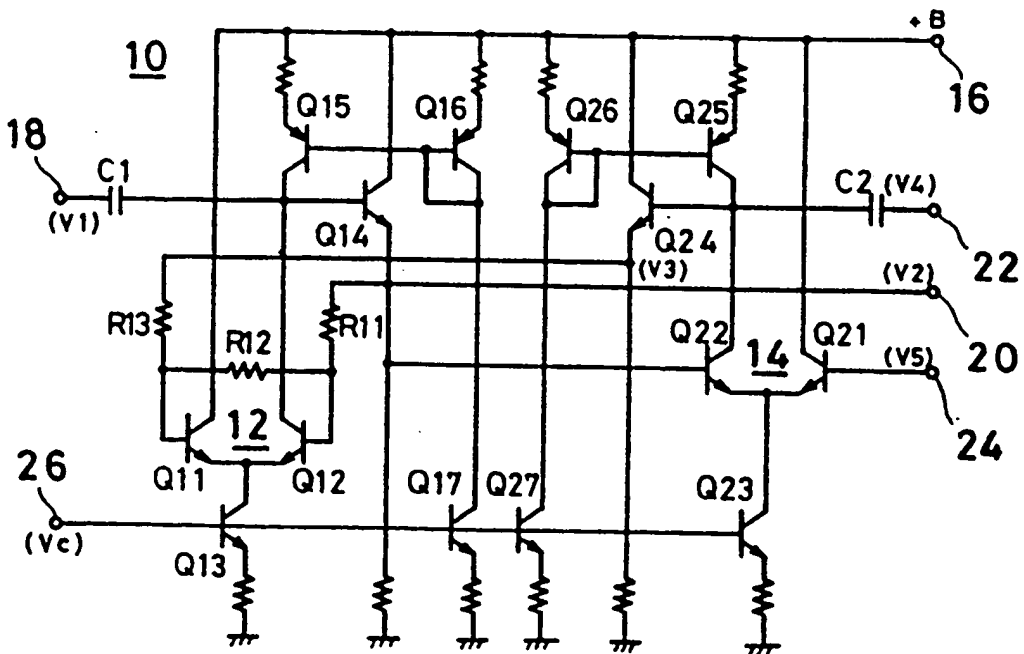 + B
10
16
Q15
Q16
Q26
Q25
18
C1
C2
(V4)
(V1)
Q14
Q24
22
(V3)
(V2)
R13
R12
R11
Q22
14
Q21
20
(V5)
12
24
26
Q11
Q12
Q17
Q27
Q23
(Vc)
Q13